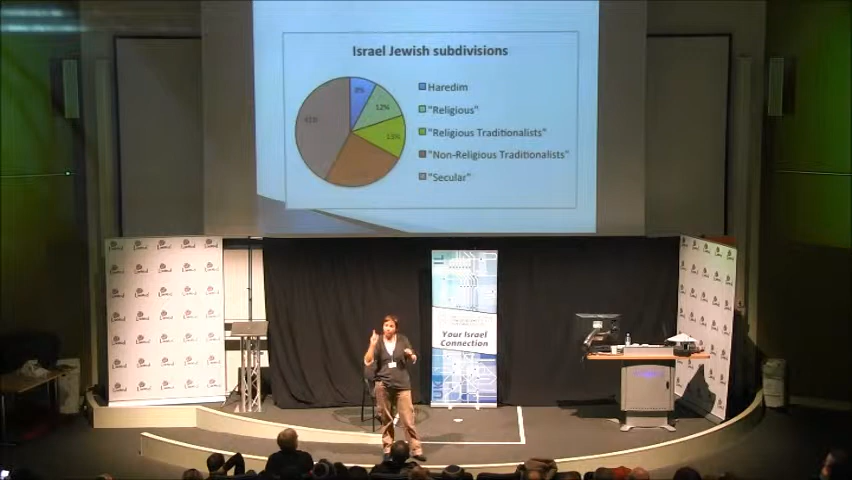 Israel Jewish subdivisions
8%
12%
13%
Haredim
"Religious"
"Religious Traditionalists"
"Non-Religious Traditionalists"
"Secular"
Your Israel
Connection